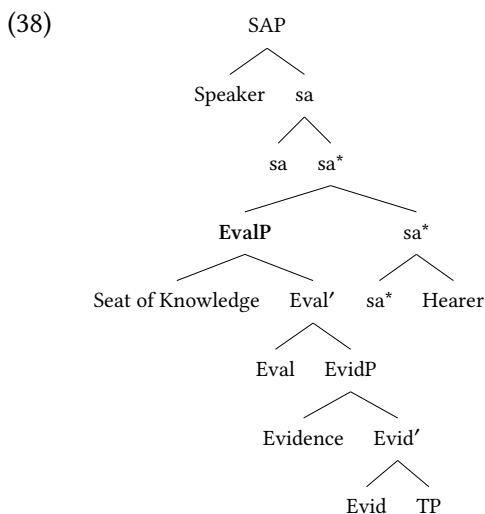 (38) SAP
Speaker sa
sa sa*
EvalP sa*
Seat of Knowledge Eval′ sa* Hearer
Eval EvidP
Evidence Evid′
Evid TP